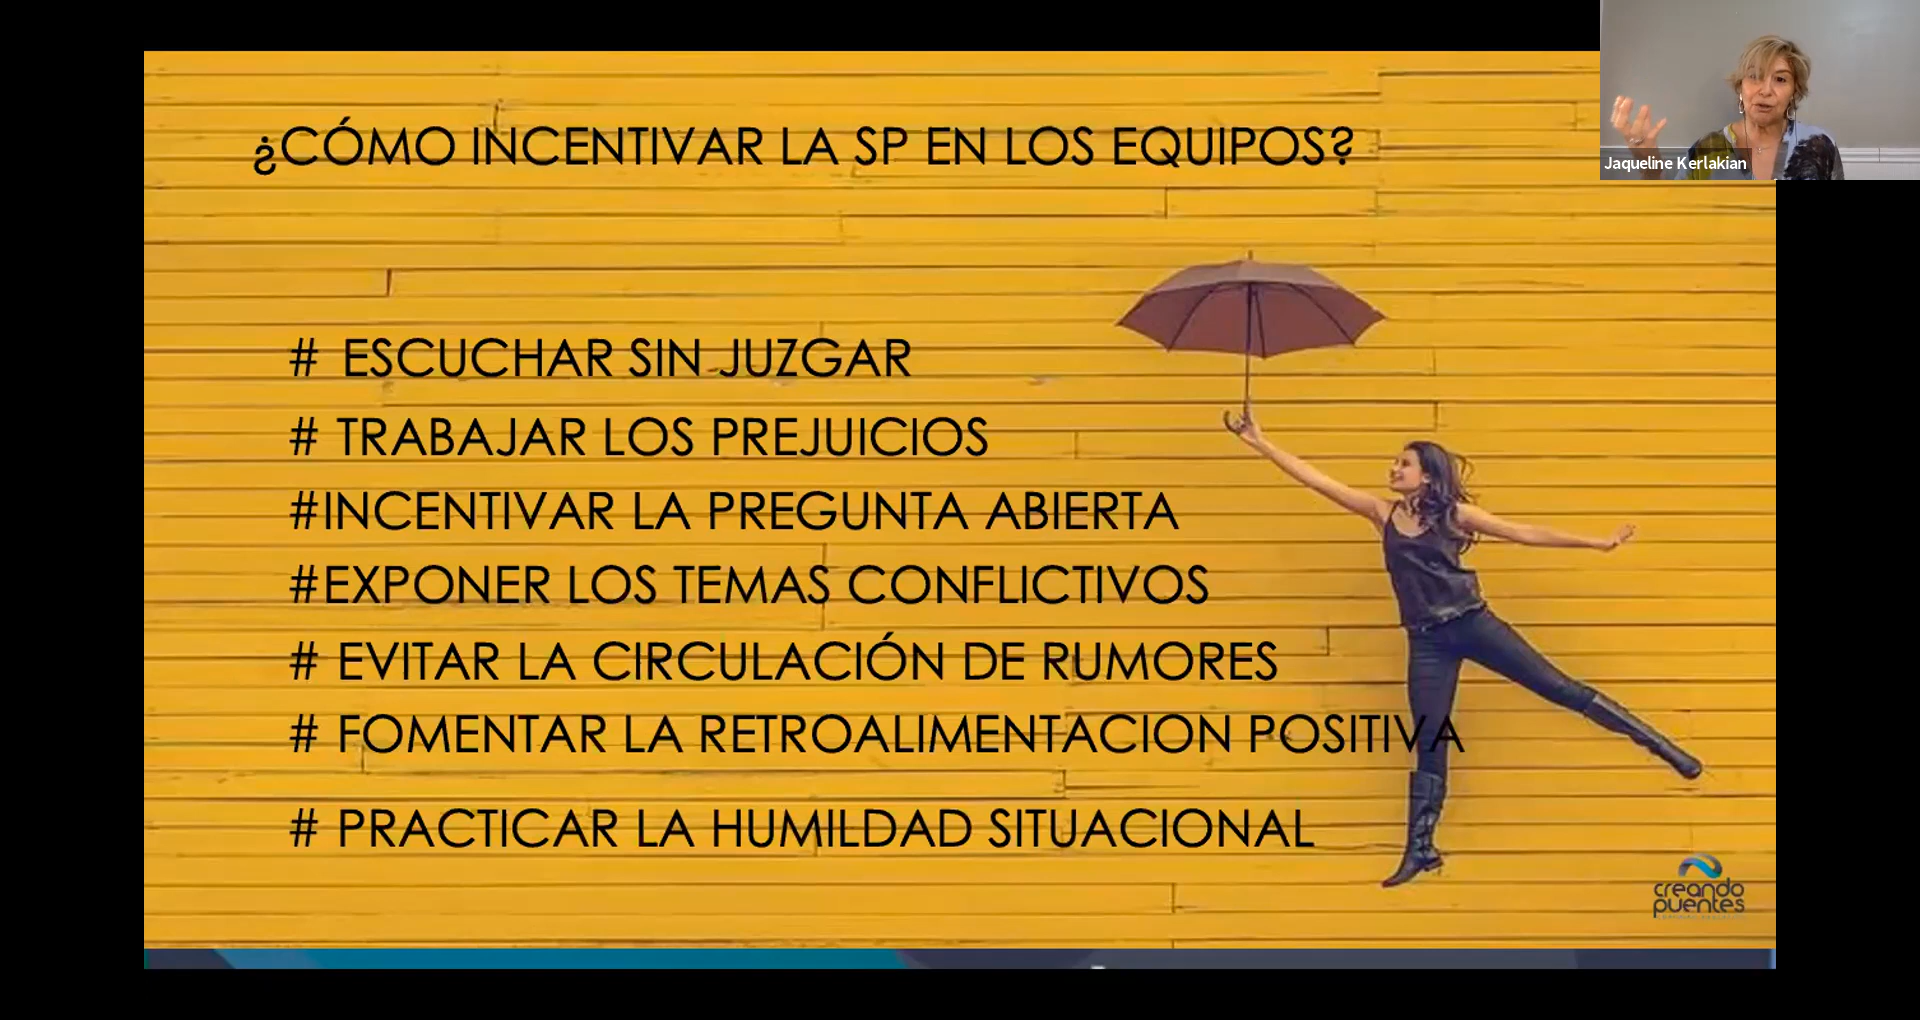 ¿CÓMO INCENTIVAR LA SP EN LOS EQUIPOS?
Jaqueline Kerlakian
# ESCUCHAR SIN JUZGAR
# TRABAJAR LOS PREJUICIOS
#INCENTIVAR LA PREGUNTA ABIERTA
#EXPONER LOS TEMAS CONFLICTIVOS
# EVITAR LA CIRCULACIÓN DE RUMORES
# FOMENTAR LA RETROALIMENTACION POSITIVA
# PRACTICAR LA HUMILDAD SITUACIONAL
creando
puentes